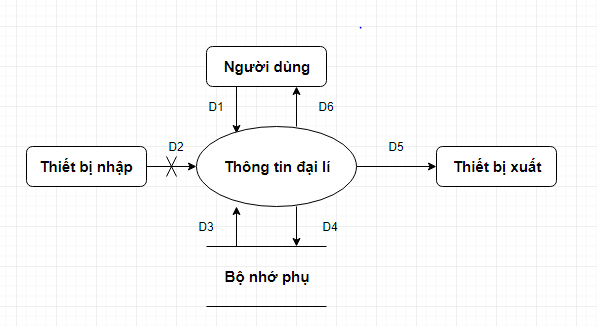 Người dùng
D1
D6
D2
D5
Thiết bị nhập
Thông tin đại lí
Thiết bị xuất
D3
D4
Bộ nhớ phụ